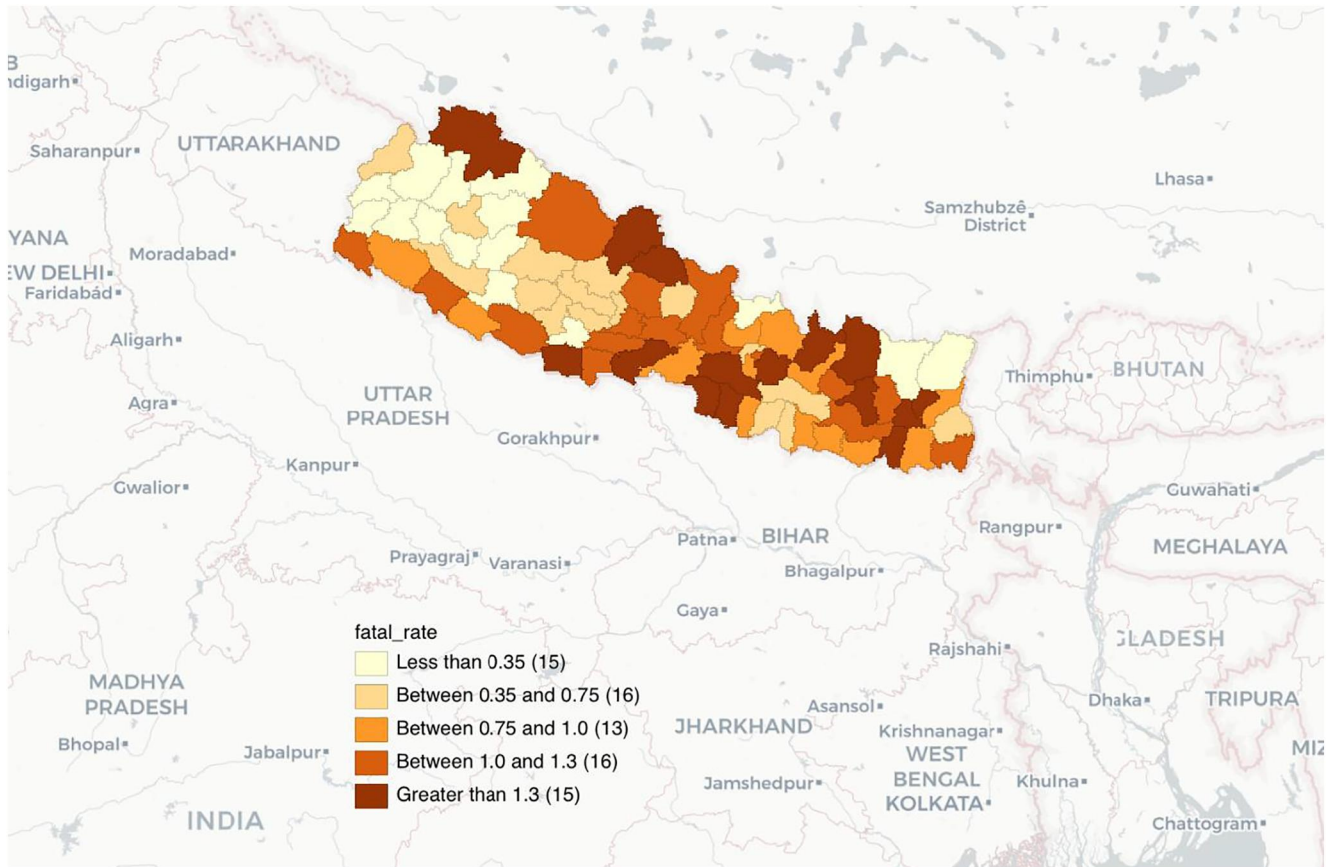 B
ndigarh
UTTARAKHAND
Saharanpur
Lhasa
Samzhubzê
District
YANA
Moradabad
EW DELHI
Faridabád
Aligarh
Thimphu
BHUTAN
Agra
UTTAR
PRADESH
Gorakhpur
Kanpur
Gwalior
Guwahati
Patna
BIHAR
Rangpur
MEGHALAYA
Prayagraj
Varanasi
Bhagalpur
Gaya
fatal_rate
Less than 0.35 (15)
Between 0.35 and 0.75 (16)
Between 0.75 and 1.0 (13)
Between 1.0 and 1.3 (16)
Greater than 1.3 (15)
Rajshahi
GLADESH
MADHYA
PRADESH
Dhaka
TRIPURA
Asansol
JHARKHAND
Krishnanagar
Bhopal
Jabalpur
WEST
BENGAL
KOLKATA
MIZ
Jamshedpur
Khulna
INDIA
Chattogram